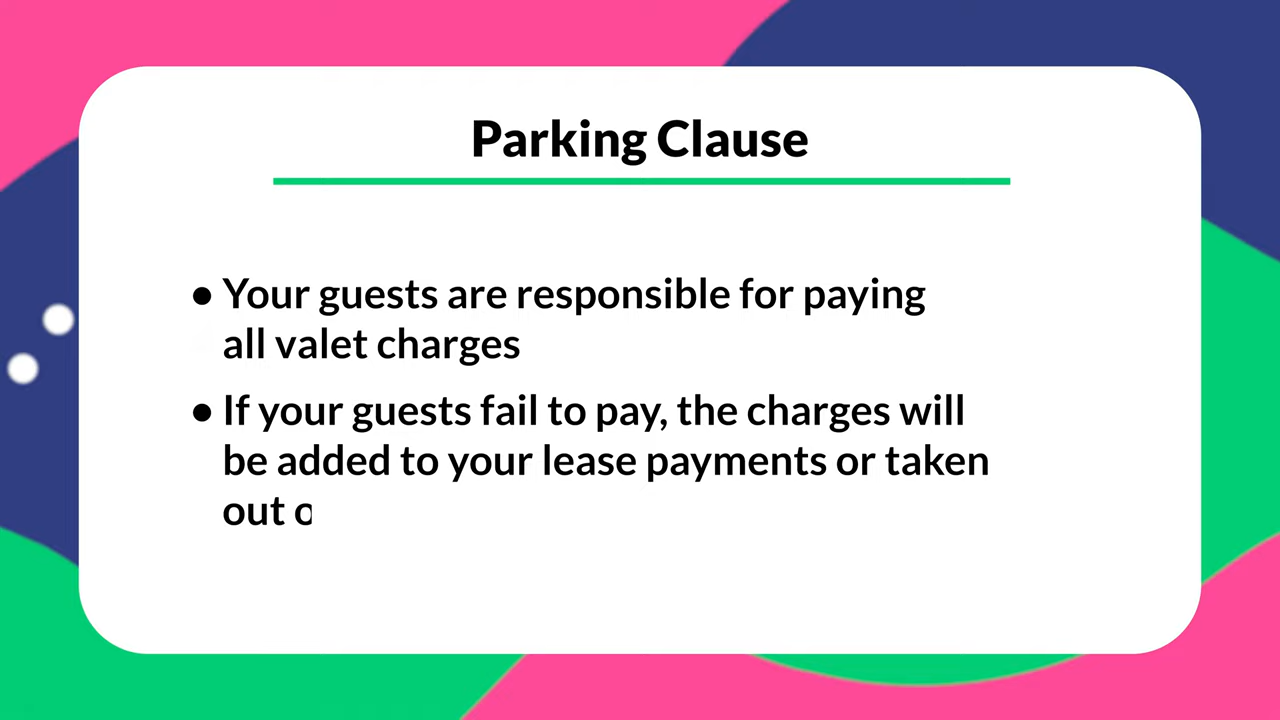 Parking Clause
• Your guests are responsible for paying
all valet charges
• If your guests fail to pay, the charges will
be added to your lease payments or taken
out o